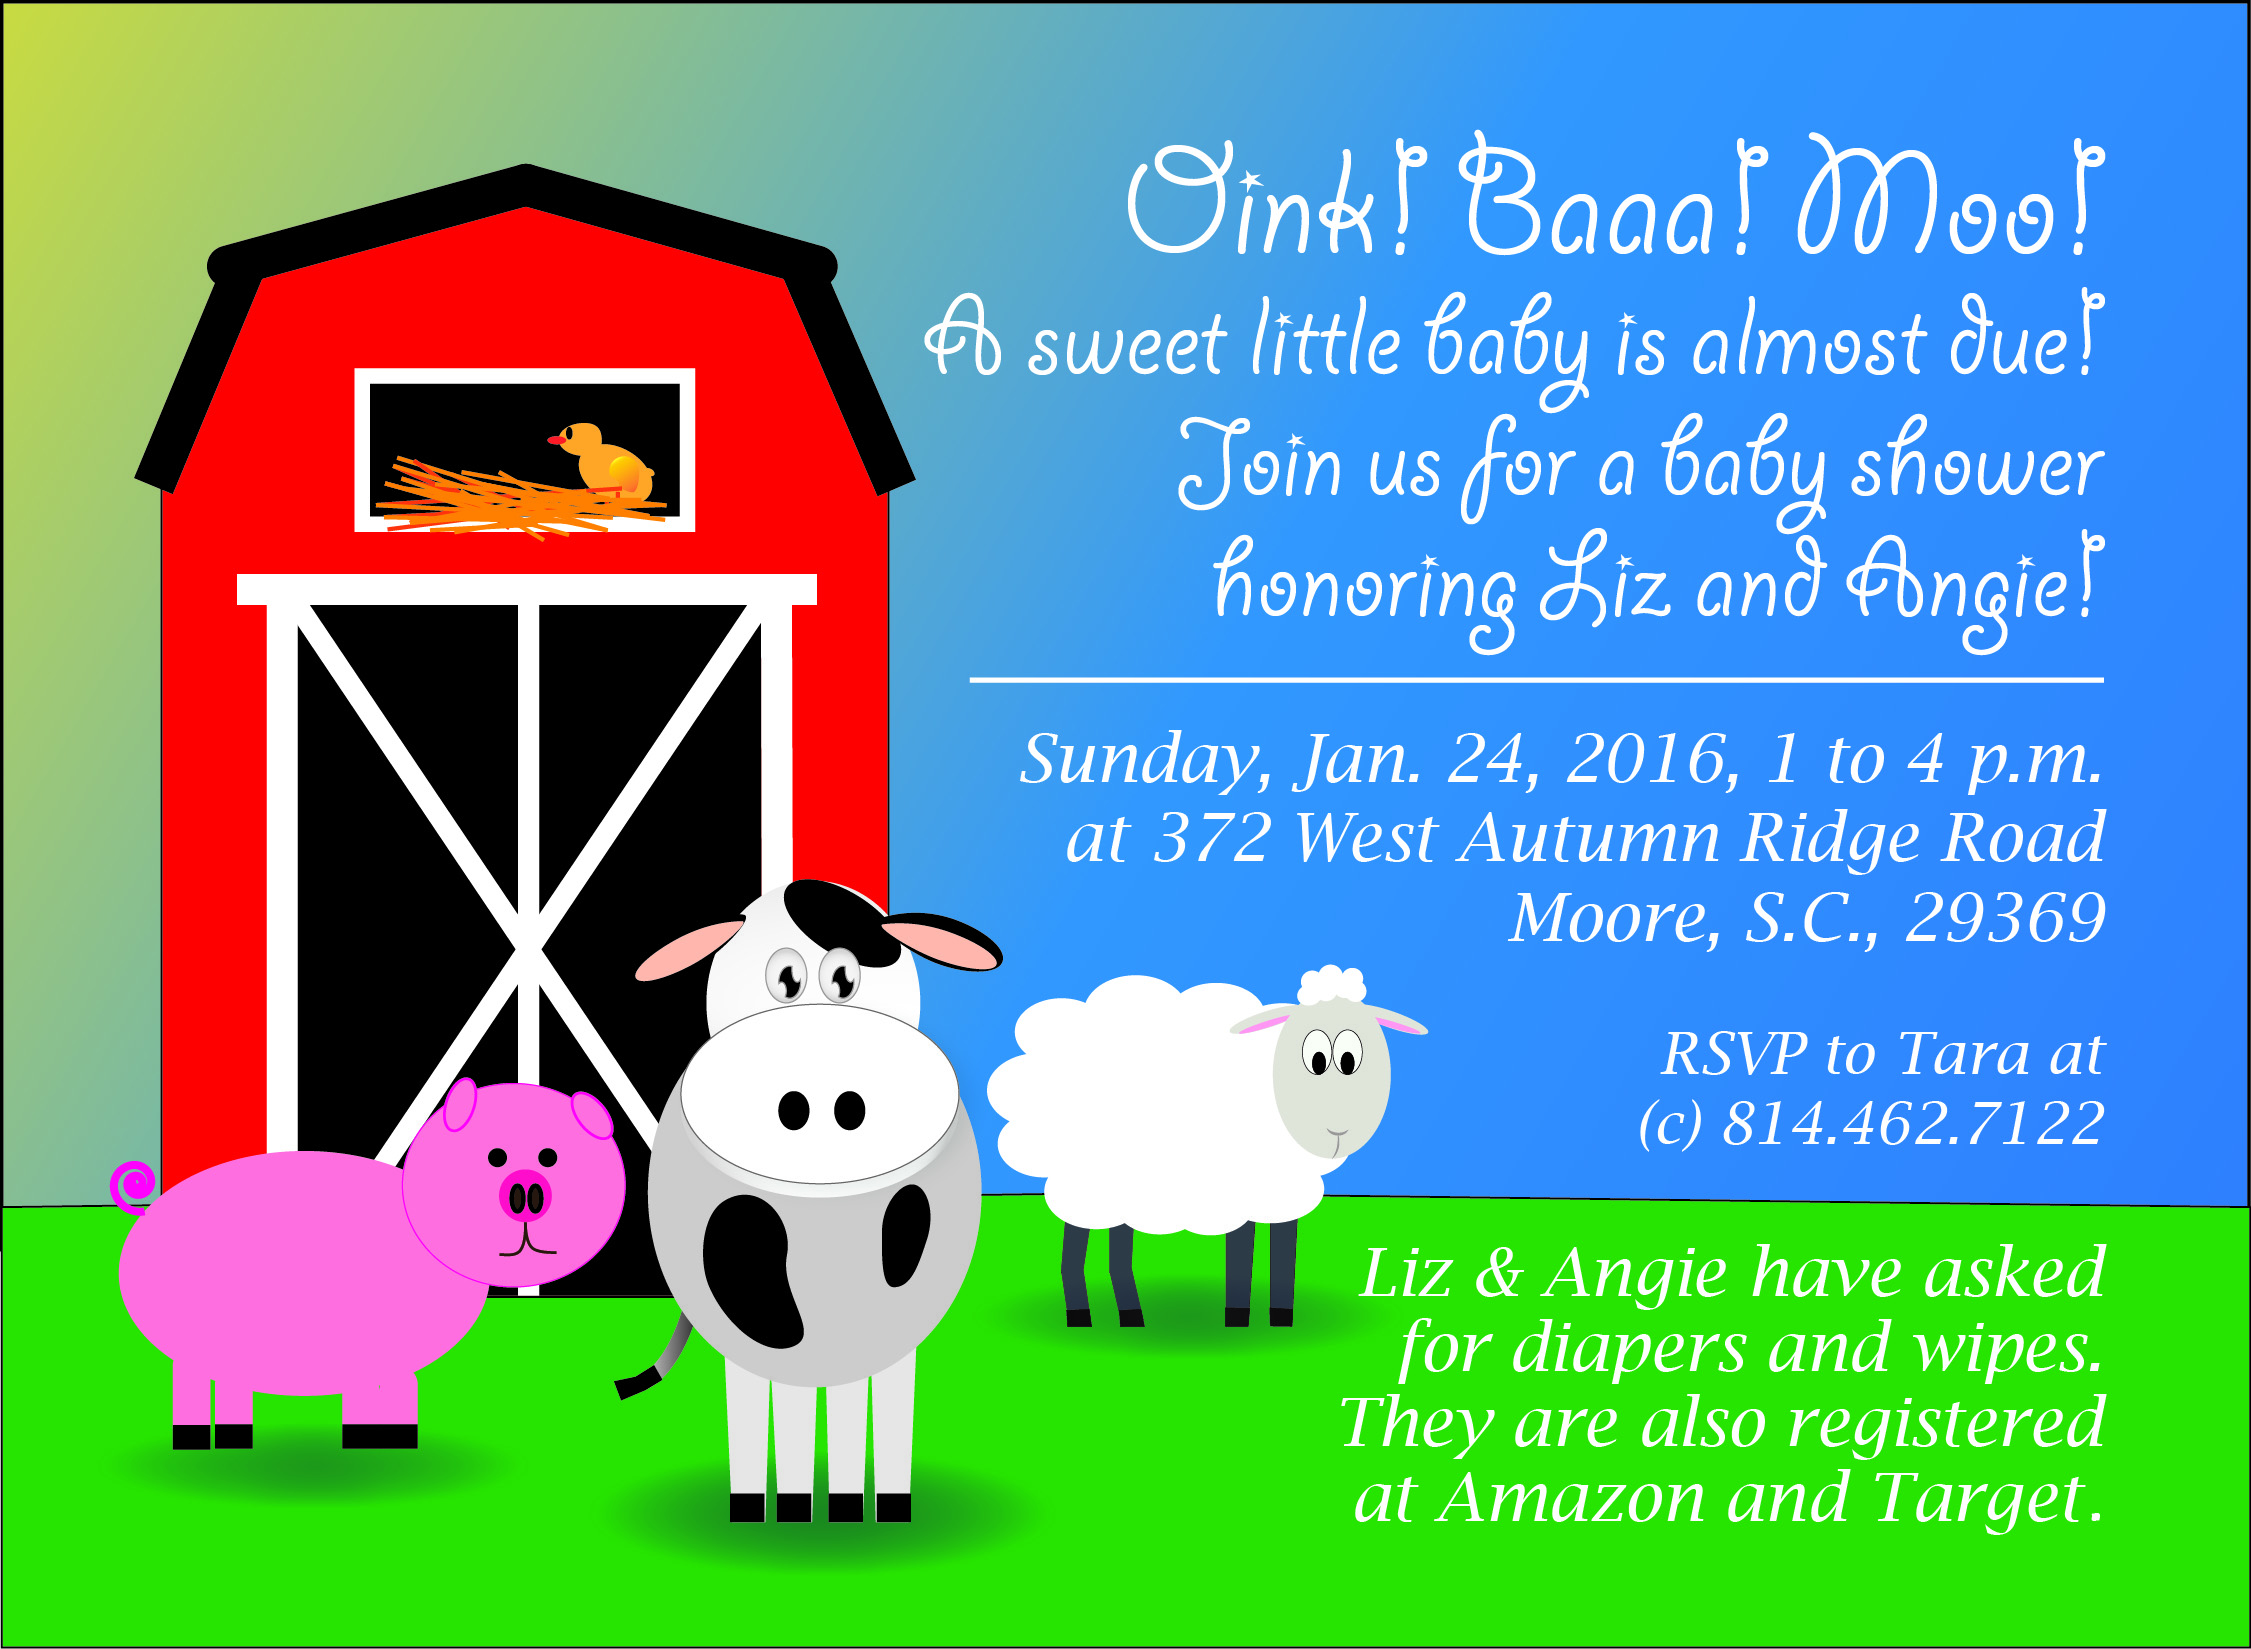 Oink! Baaa! Moo!
A sweet little baby is almost due!
Join us for a baby shower
honoring Liz and Angie!
Sunday, Jan. 24, 2016, 1 to 4 p.m.
at 372 West Autumn Ridge Road
Moore, S.C., 29369
RSVP to Tara at
(c) 814.462.7122
Liz & Angie have asked
for diapers and wipes.
They are also registered
at Amazon and Target.